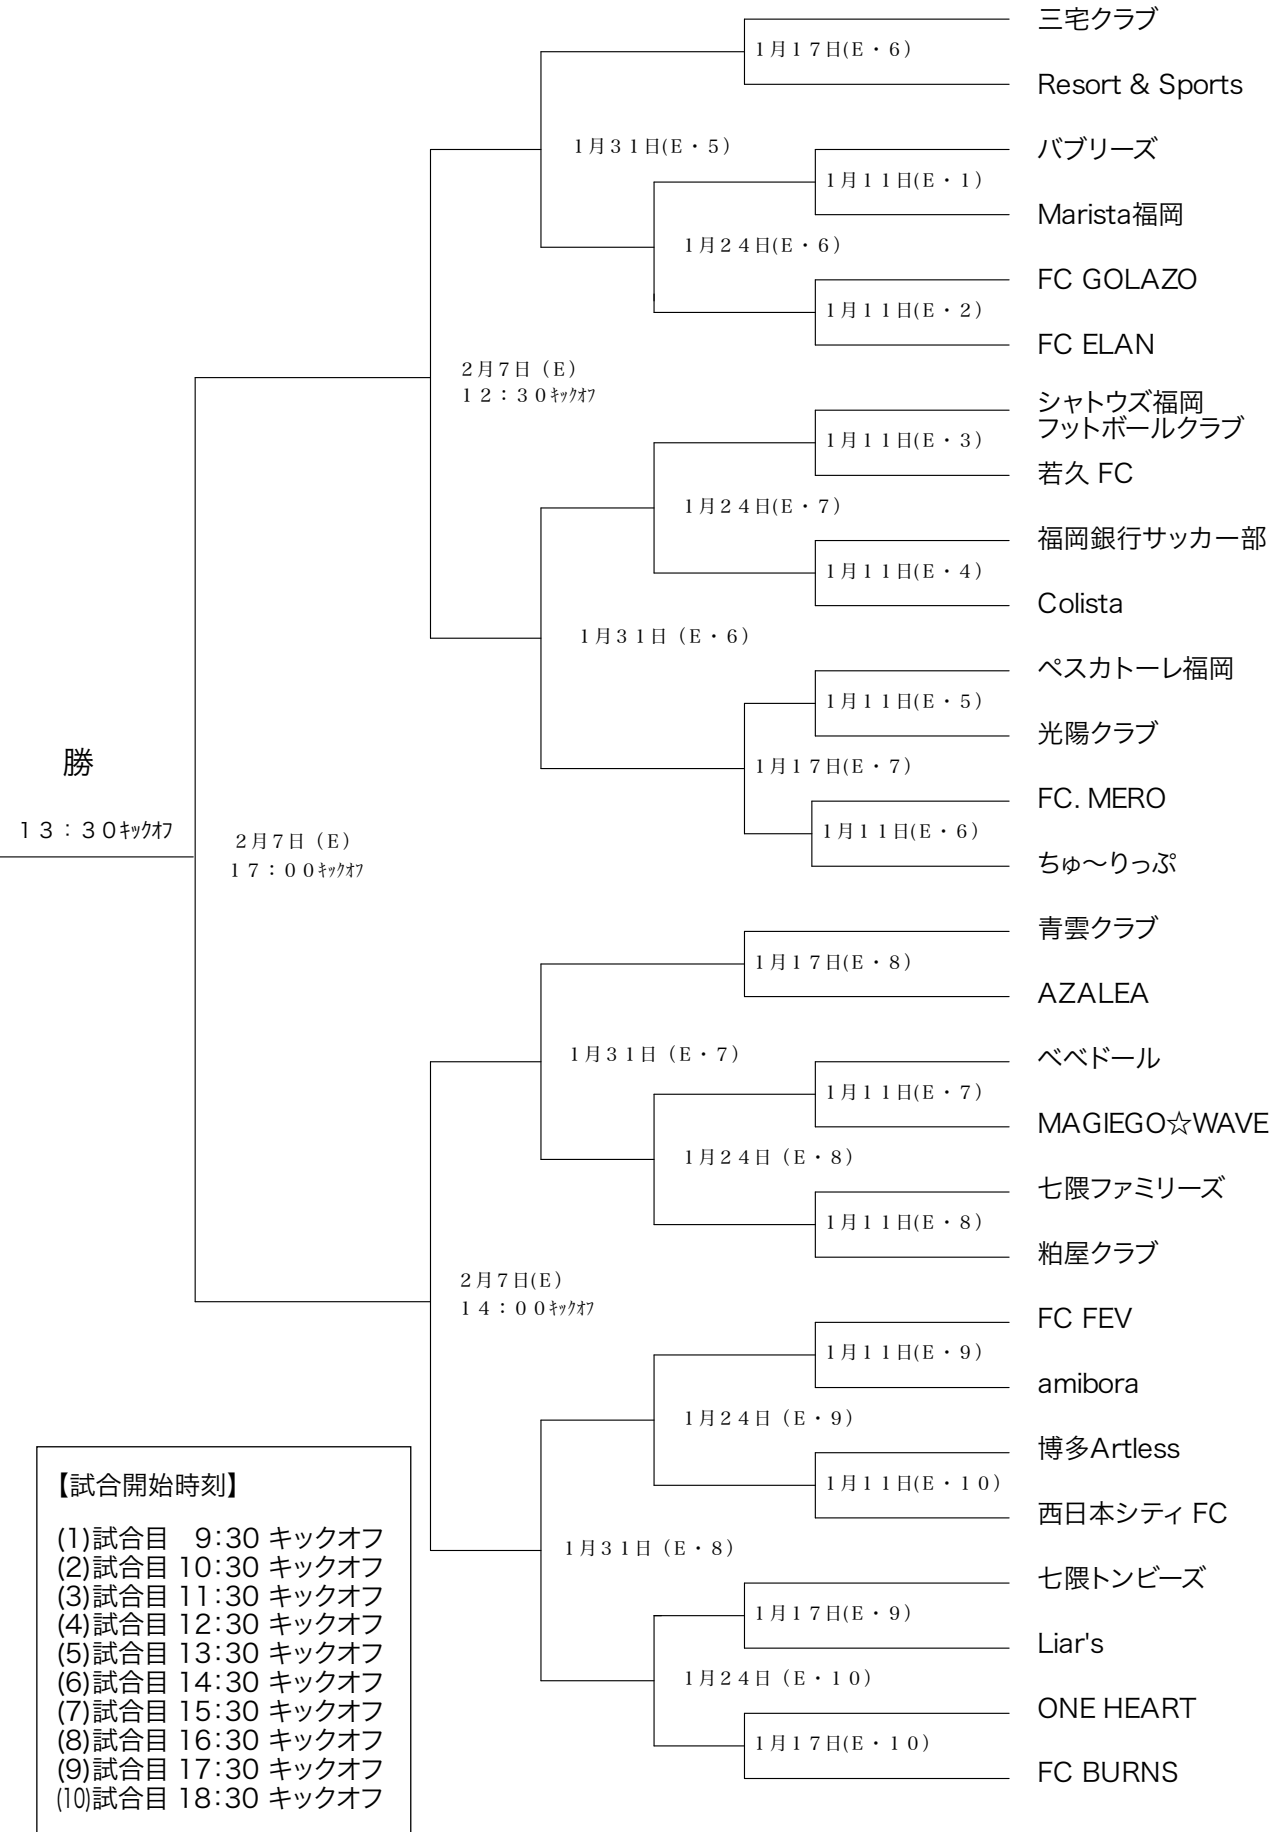 三宅クラブ
1月17日(E・6)
Resort & Sports
1月31日(E・5)
バブリーズ
1月11日(E・1)
Marista福岡
1月24日(E・6)
FC GOLAZO
1月11日(E・2)
FC ELAN
2月7日（E）
12：30ｷｯｸｵﾌ
シャトウズ福岡
フットボールクラブ
1月11日(E・3)
若久 FC
1月24日(E・7)
福岡銀行サッカー部
1月11日(E・4)
Colista
1月31日（E・6）
ペスカトーレ福岡
1月11日(E・5)
光陽クラブ
勝
1月17日(E・7)
FC. MERO
13：30ｷｯｸｵﾌ
1月11日(E・6)
2月7日（E）
17：00ｷｯｸｵﾌ
ちゅ〜りっぷ
青雲クラブ
1月17日(E・8)
AZALEA
1月31日（E・7）
ベベドール
1月11日(E・7)
MAGIEGO☆WAVE
1月24日（E・8）
七隈ファミリーズ
1月11日(E・8)
粕屋クラブ
2月7日(E)
14：00ｷｯｸｵﾌ
FC FEV
1月11日(E・9)
amibora
1月24日（E・9）
博多Artless
1月11日(E・10)
西日本シティ FC
1月31日（E・8）
七隈トンビーズ
1月17日(E・9)
Liar's
1月24日（E・10）
ONE HEART
1月17日(E・10)
FC BURNS
【試合開始時刻】
(1)試合目 9:30 キックオフ
(2)試合目 10:30 キックオフ
(3)試合目 11:30 キックオフ
(4)試合目 12:30 キックオフ
(5)試合目 13:30 キックオフ
(6)試合目 14:30 キックオフ
(7)試合目 15:30 キックオフ
(8)試合目 16:30 キックオフ
(9)試合目 17:30 キックオフ
(10)試合目 18:30 キックオフ